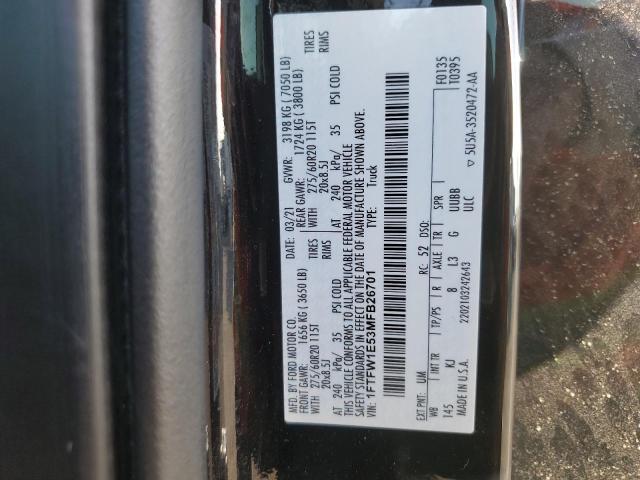 MFD. BY FORD MOTOR CO.
DATE: 03/21 GVWR: 3198 KG ( 7050 LB)
FRONT GAWR: 1656 KG ( 3650 LB) REAR GAWR: 1724 KG ( 3800 LB)
WITH 275/60R20 115T TIRES WITH 275/60R20 115T TIRES
20x8.5J RIMS 20x8.5J RIMS
AT 240 kPa/ 35 PSI COLD AT 240 kPa/ 35 PSI COLD
THIS VEHICLE CONFORMS TO ALL APPLICABLE FEDERAL MOTOR VEHICLE
SAFETY STANDARDS IN EFFECT ON THE DATE OF MANUFACTURE SHOWN ABOVE.
VIN: 1FTFW1E53MFB26701 TYPE: Truck
F0135
T0395
EXT PNT: UM RC: 52 DSO:
WB INT TR TP/PS R AXLE TR SPR
145 KJ 8 L3 G UUBB
MADE IN U.S.A. 2202103242643 ULC
5U5A-3520472-AA